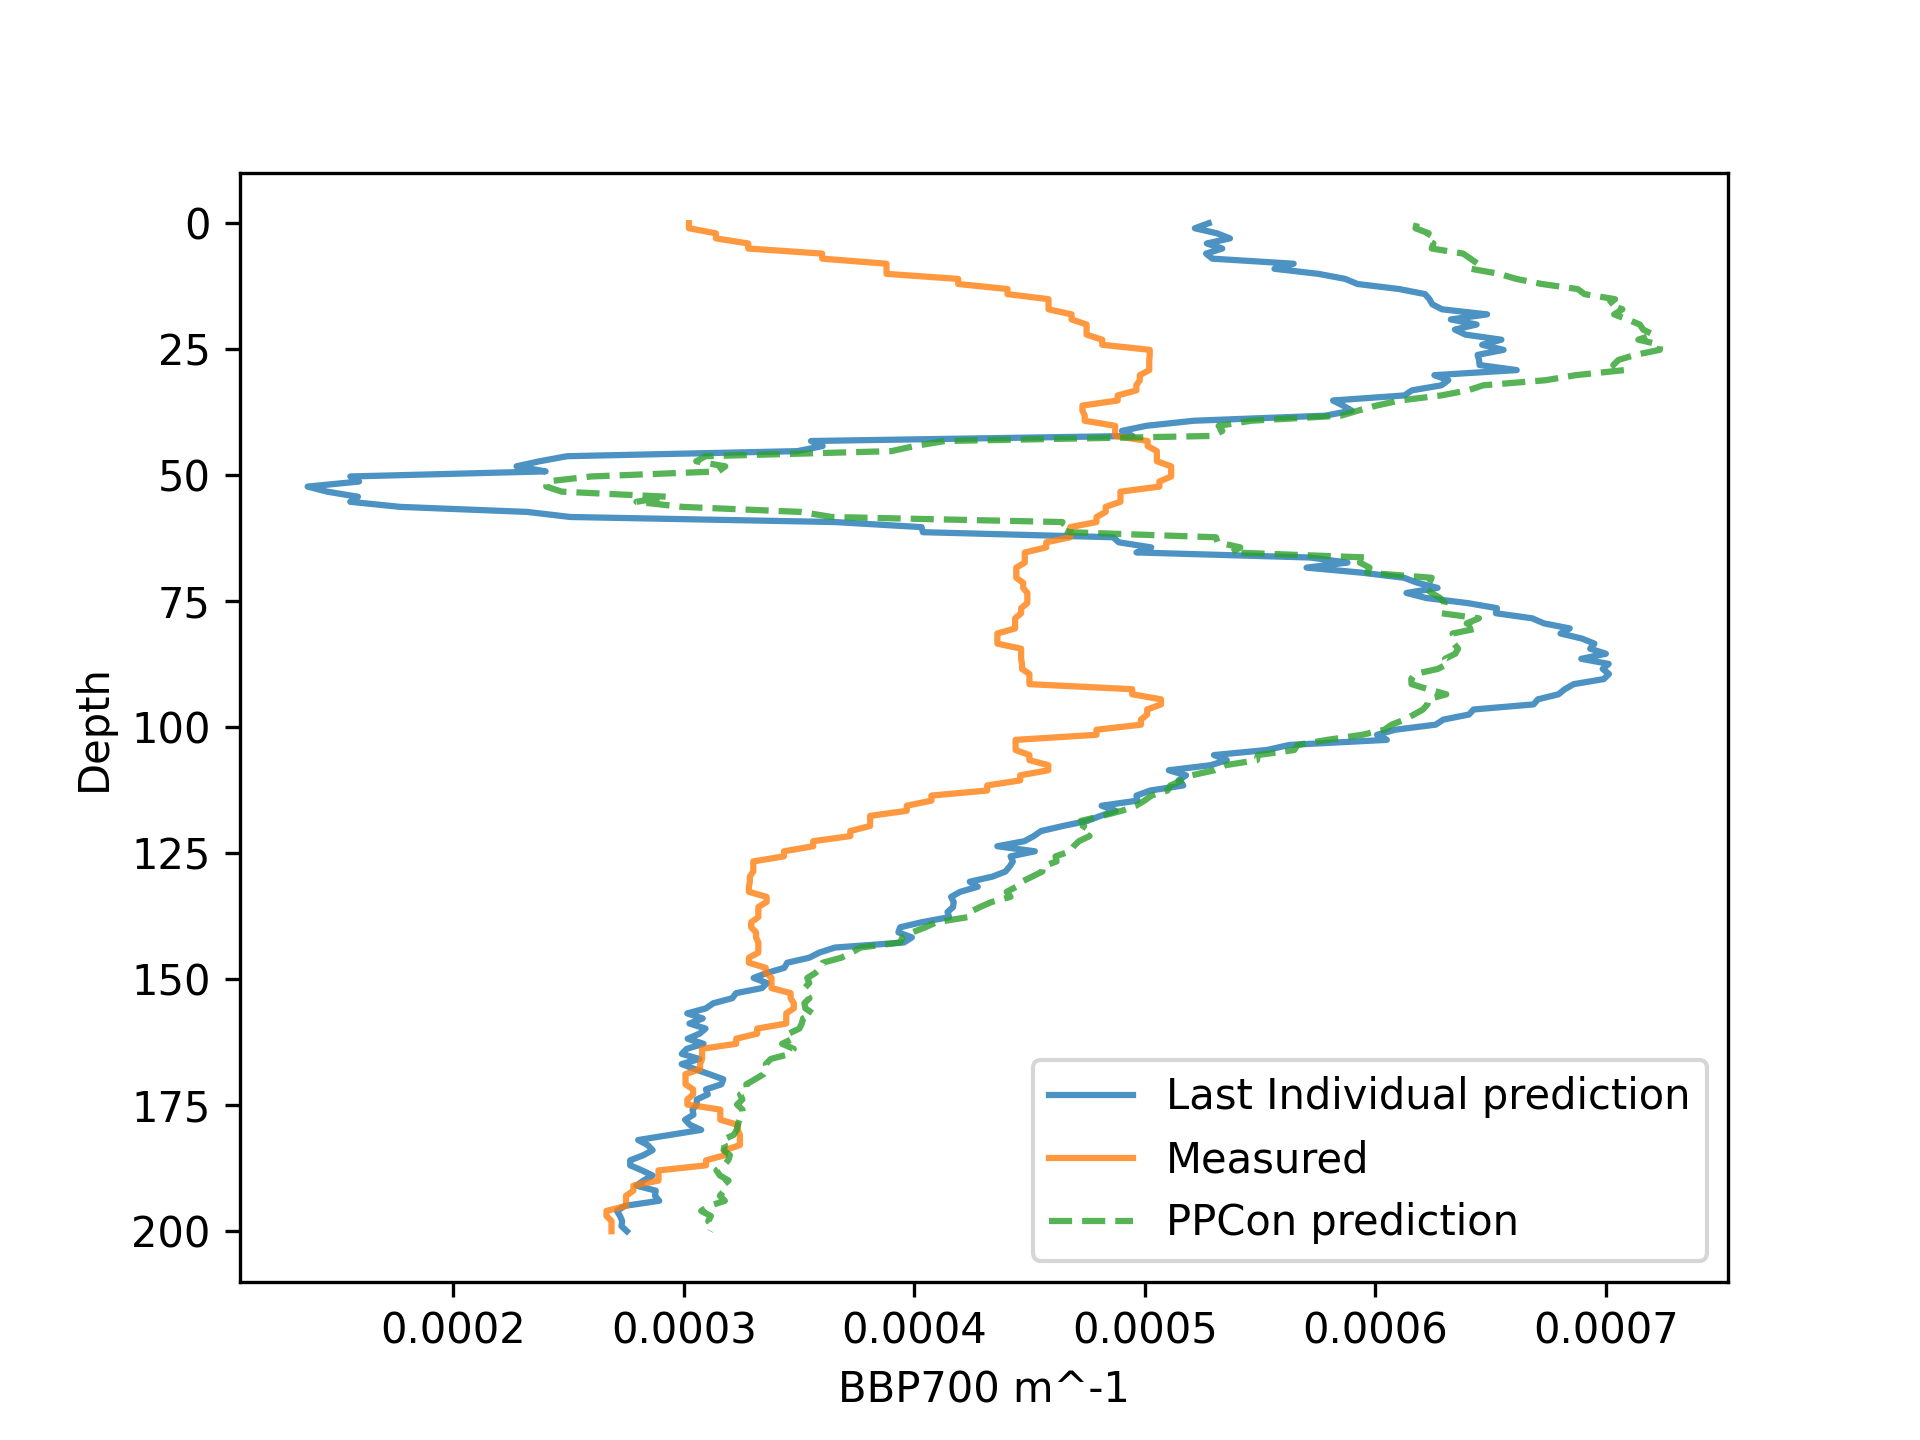 0
25
50
75
100
125
150
175
200
Depth
0.0002 0.0003 0.0004 0.0005 0.0006 0.0007
BBP700 m^-1
Last Individual prediction
Measured
PPCon prediction